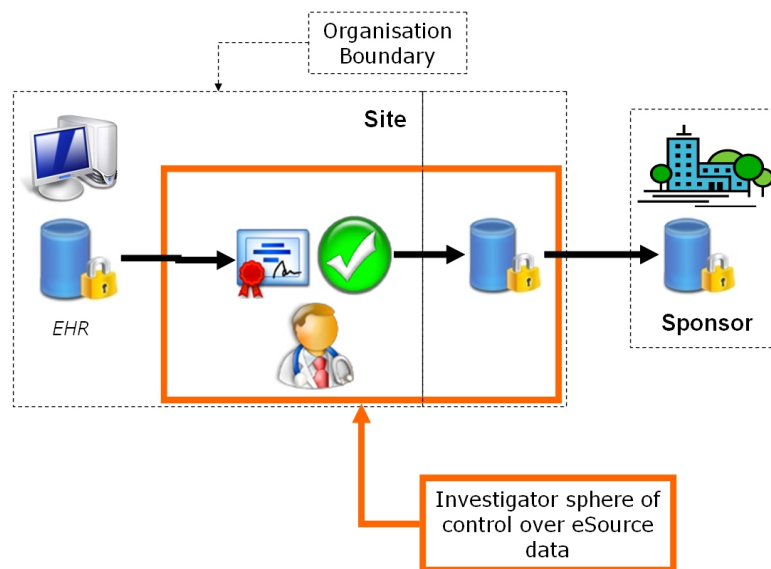 Organisation
Boundary
Site
EHR
Sponsor
Investigator sphere of
control over eSource
data